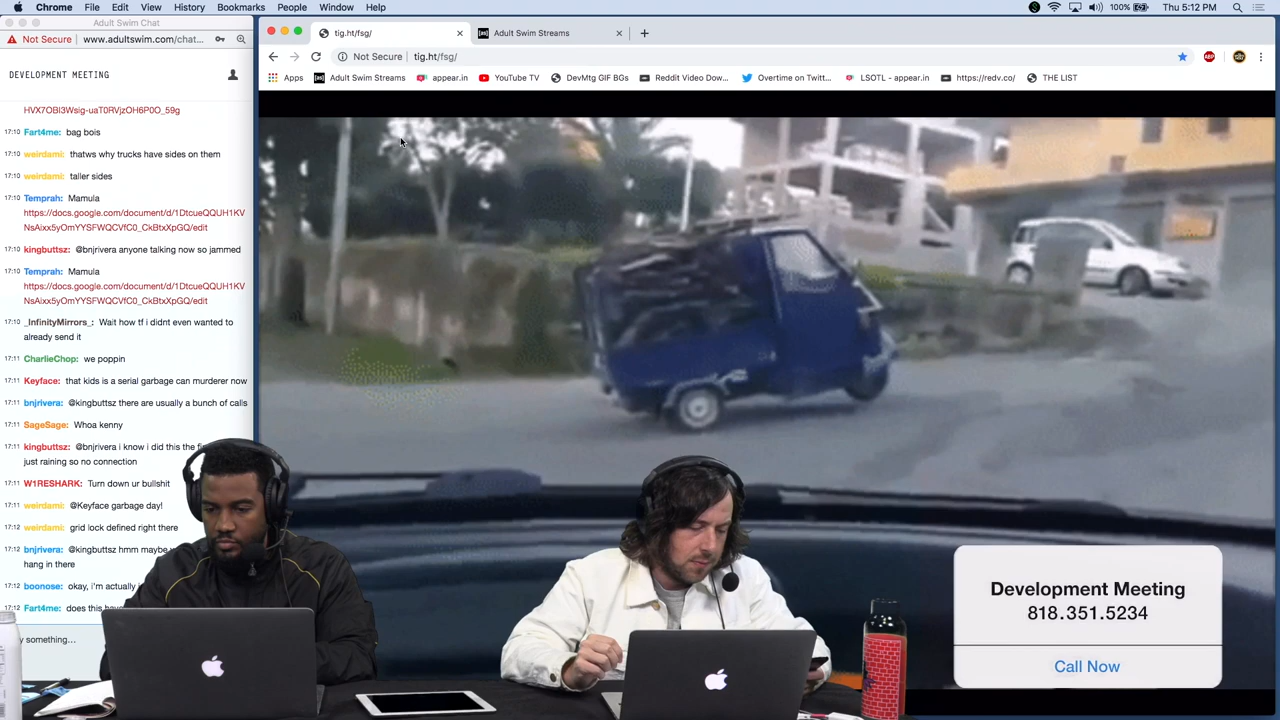 Chrome File Edit View History Bookmarks People Window Help
100% Thu 5:12 PM
Adult Swim Chat
Not Secure www.adultswim.com/chat...
DEVELOPMENT MEETING
HVX7OBI3Wsig-uaT0RVjzOH6P0O_59g
17:10 Fart4me: bag bois
17:10 weirdami: thatws why trucks have sides on them
17:10 weirdami: taller sides
17:10 Temprah: Mamula
https://docs.google.com/document/d/1DtcueQQUH1KV
NsAixx5yOmYYSFWQCVfC0_CkBtxXpGQ/edit
17:10 kingbuttsz: @bnjrivera anyone talking now so jammed
17:10 Temprah: Mamula
https://docs.google.com/document/d/1DtcueQQUH1KV
NsAixx5yOmYYSFWQCVfC0_CkBtxXpGQ/edit
17:10 _InfinityMirrors_: Wait how tf i didnt even wanted to
already send it
17:11 CharlieChop: we poppin
17:11 Keyface: that kids is a serial garbage can murderer now
17:11 bnjrivera: @kingbuttsz there are usually a bunch of calls
17:11 SageSage: Whoa kenny
17:11 kingbuttsz: @bnjrivera i know i did this the
just raining so no connection
17:11 W1RESHARK: Turn down ur bullshit
17:11 weirdami: @Keyface garbage day!
17:12 weirdami: grid lock defined right there
17:12 bnjrivera: @kingbuttsz hmm maybe
hang in there
17:12 boonose: okay, i'm actually
17:12 Fart4me: does this
something...
tig.ht/fsg/
Adult Swim Streams
Not Secure tig.ht/fsg/
Apps Adult Swim Streams appear.in YouTube TV DevMtg GIF BGs Reddit Video Dow... Overtime on Twitt... LSOTL - appear.in https://redv.co/ THE LIST
ABP
Development Meeting
818.351.5234
Call Now